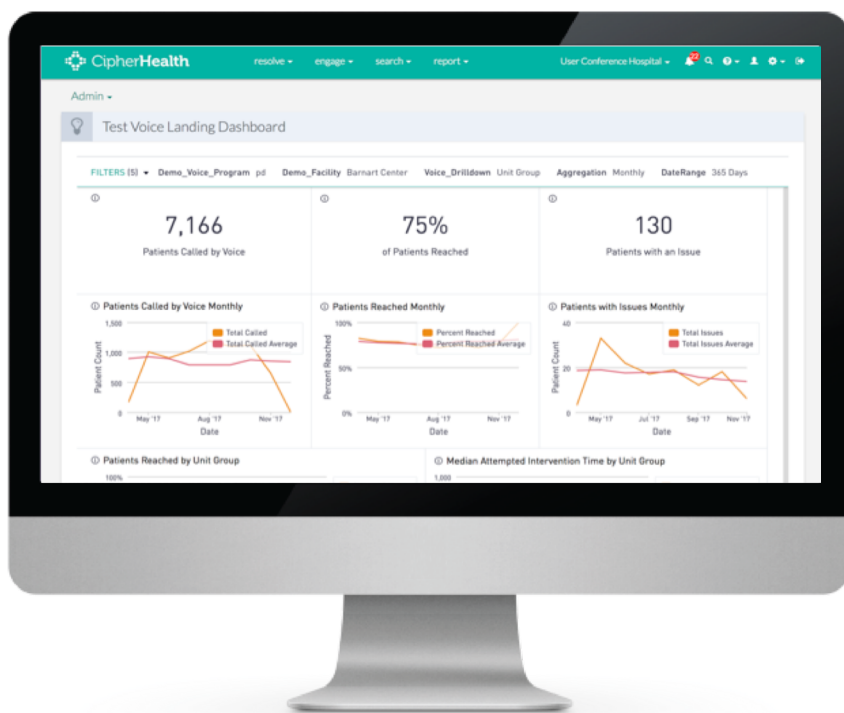 CipherHealth resolve engage search report User Conference Hospital 22
Admin
Test Voice Landing Dashboard
FILTERS (5) Demo_Voice_Program pd Demo_Facility Barnart Center Voice_Drilldown Unit Group Aggregation Monthly DateRange 365 Days
7,166
Patients Called by Voice
75%
of Patients Reached
130
Patients with an Issue
Patients Called by Voice Monthly
1,500
1,000
500
0
Patient Count
Total Called
Total Called Average
May '17 Aug '17 Nov '17
Date
Patients Reached Monthly
100%
50%
0%
Percent Reached
Percent Reached
Percent Reached Average
May '17 Aug '17 Nov '17
Date
Patients with Issues Monthly
40
20
0
Patient Count
Total Issues
Total Issues Average
May '17 Jul '17 Sep '17 Nov '17
Date
Patients Reached by Unit Group
100%
Median Attempted Intervention Time by Unit Group
1,000